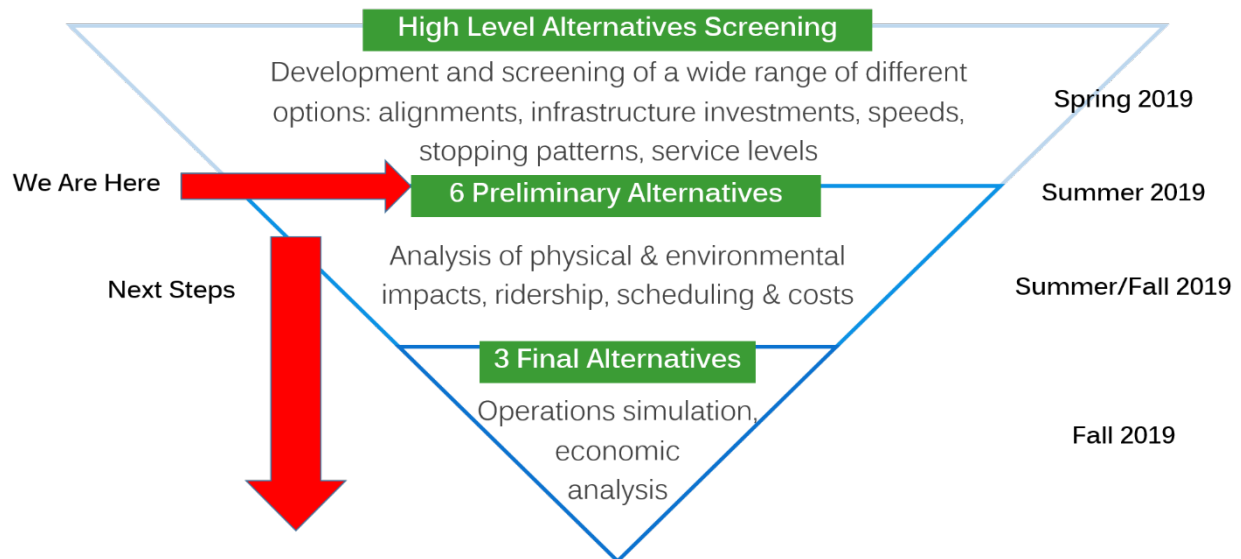 High Level Alternatives Screening
Development and screening of a wide range of different
options: alignments, infrastructure investments, speeds,
stopping patterns, service levels
Spring 2019
We Are Here
6 Preliminary Alternatives
Summer 2019
Analysis of physical & environmental
impacts, ridership, scheduling & costs
Next Steps
Summer/Fall 2019
3 Final Alternatives
Operations simulation,
economic
analysis
Fall 2019